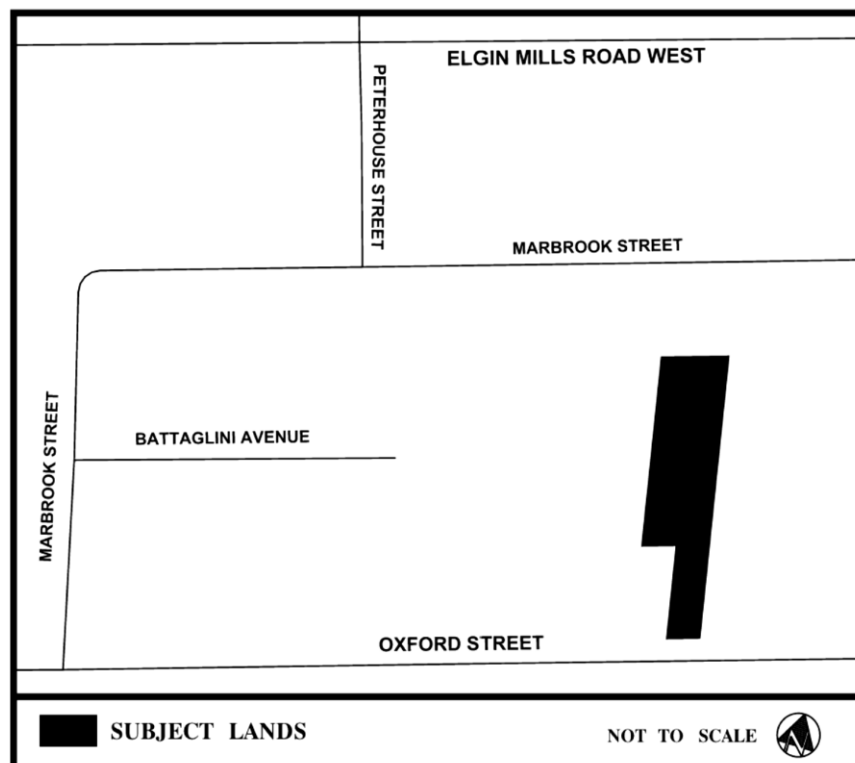 ELGIN MILLS ROAD WEST
PETERHOUSE STREET
MARBROOK STREET
MARBROOK STREET
BATTAGLINI AVENUE
OXFORD STREET
SUBJECT LANDS
NOT TO SCALE